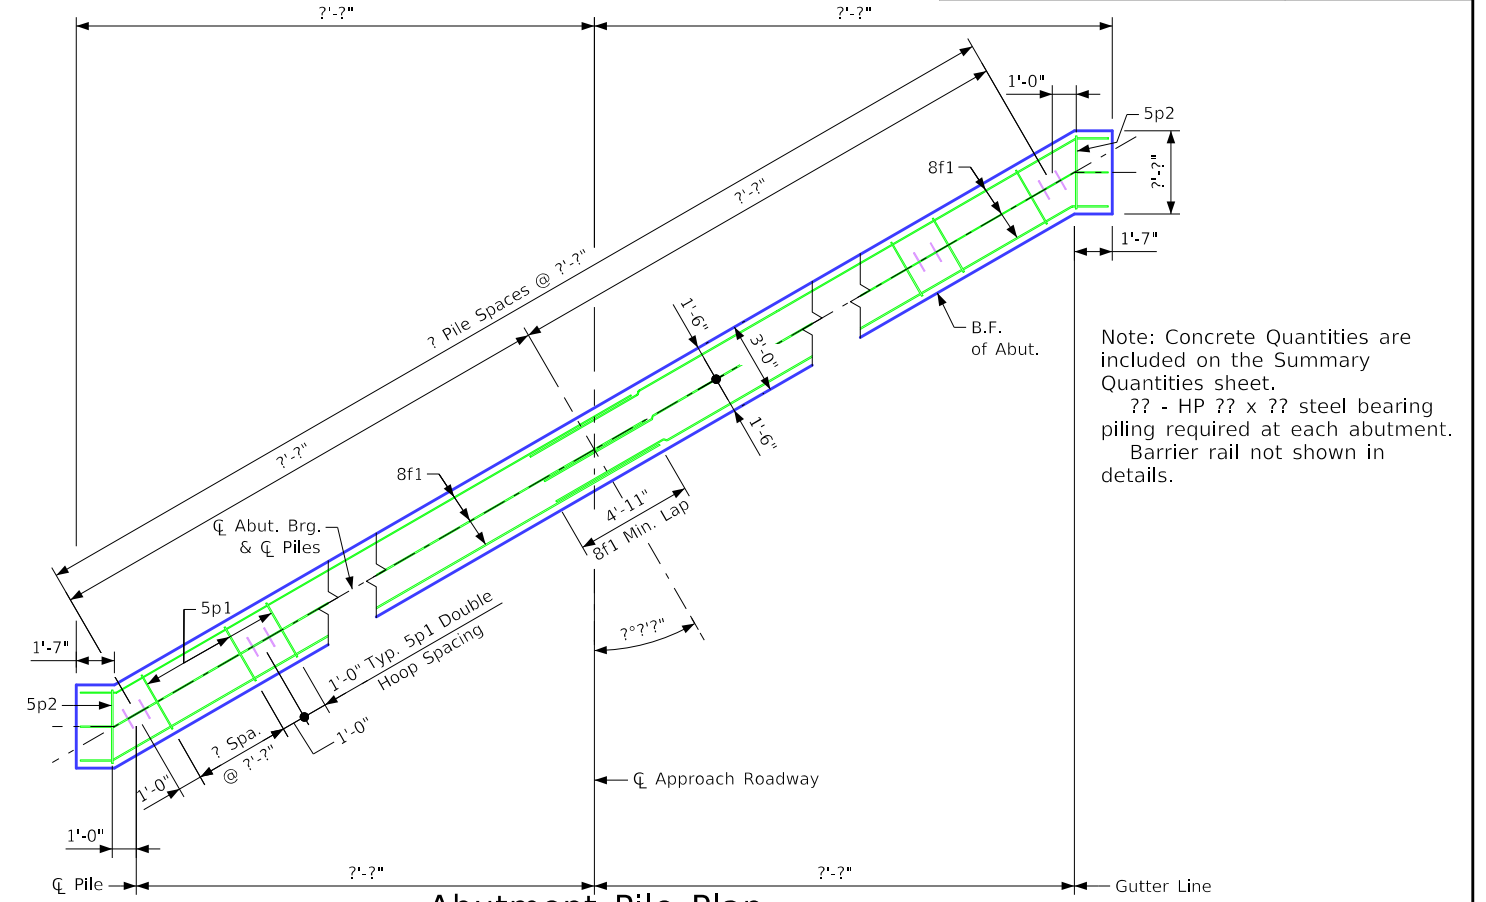 ?'-?"
?'-?"
1'-0"
5p2
8f1
?'-?"
?'-?"
1'-7"
? Pile Spaces @ ?'-?"
1'-6"
3'-0"
B.F.
of Abut.
Note: Concrete Quantities are
included on the Summary
Quantities sheet.
?? - HP ?? x ?? steel bearing
piling required at each abutment.
Barrier rail not shown in
details.
?'-?"
1'-6"
8f1
4'-11"
8f1 Min. Lap
℄ Abut. Brg.
& ℄ Piles
5p1
?°?'?"
1'-7"
1'-0" Typ. 5p1 Double
Hoop Spacing
5p2
1'-0"
? Spa.
@ ?'-?"
1'-0"
℄ Approach Roadway
1'-0"
?'-?"
?'-?"
℄ Pile
Gutter Line
Abutment Pile Plan